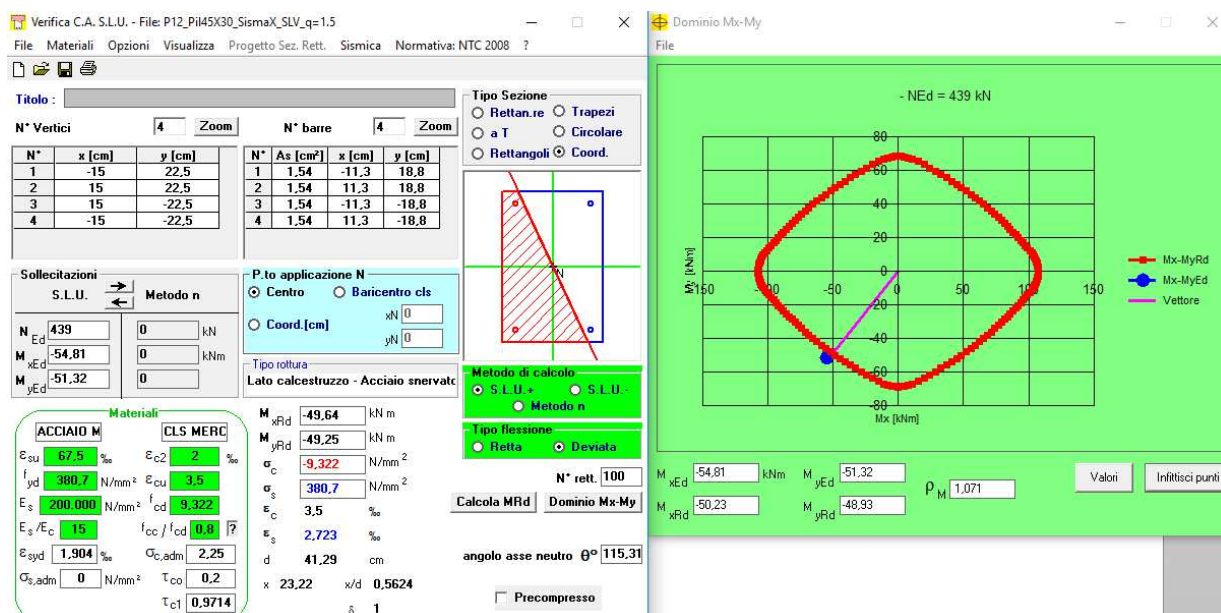 Verifica C.A. S.L.U. - File: P12_Pil45X30_SismaX_SLV_q=1.5
File Materiali Opzioni Visualizza Progetto Sez. Rett. Sismica Normativa: NTC 2008 ?
Titolo :
N° Vertici 4 Zoom N° barre 4 Zoom
N° x [cm] y [cm]
1 -15 22,5
2 15 22,5
3 15 -22,5
4 -15 -22,5
N° As [cm²] x [cm] y [cm]
1 1,54 -11,3 18,8
2 1,54 11,3 18,8
3 1,54 -11,3 -18,8
4 1,54 11,3 -18,8
Tipo Sezione
Rettan.re Trapezi
a T Circolare
Rettangoli Coord.
N
Sollecitazioni
S.L.U. Metodo n
N Ed 439 0 kN
M xEd -54,81 0 kNm
M yEd -51,32 0
P.to applicazione N
Centro Baricentro cls
Coord.[cm] xN 0
yN 0
Tipo rottura
Lato calcestruzzo - Acciaio snervato
Metodo di calcolo
S.L.U.+ S.L.U.-
Metodo n
Tipo flessione
Retta Deviata
N° rett. 100
Calcola MRd Dominio Mx-My
angolo asse neutro θ° 115,31
Precompresso
Materiali
ACCIAIO M CLS MERC
εsu 67,5 ‰ εc2 2 ‰
fyd 380,7 N/mm² εcu 3,5
Es 200.000 N/mm² fcd 9,322
Es/Ec 15 fcc / fcd 0,8 ?
εsyd 1,904 ‰ σc,adm 2,25
σs,adm 0 N/mm² τco 0,2
τc1 0,9714
M xRd -49,64 kN m
M yRd -49,25 kN m
σc -9,322 N/mm²
σs 380,7 N/mm²
εc 3,5 ‰
εs 2,723 ‰
d 41,29 cm
x 23,22 x/d 0,5624
δ 1
Dominio Mx-My
File
- NEd = 439 kN
80
60
40
20
0
-20
-40
-60
-80
-150 -100 -50 0 50 100 150
Mx [kNm]
Mx-MyRd
Mx-MyEd
Vettore
M xEd -54,81 kNm M yEd -51,32
M xRd -50,23 M yRd -48,93
ρM 1,071
Valori Infittisci punti